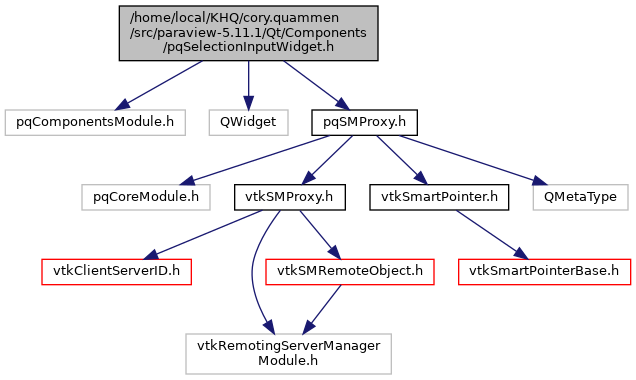 /home/local/KHQ/cory.quammen
/src/paraview-5.11.1/Qt/Components
/pqSelectionInputWidget.h
pqComponentsModule.h
QWidget
pqSMProxy.h
pqCoreModule.h
vtkSMProxy.h
vtkSmartPointer.h
QMetaType
vtkClientServerID.h
vtkSMRemoteObject.h
vtkSmartPointerBase.h
vtkRemotingServerManager
Module.h